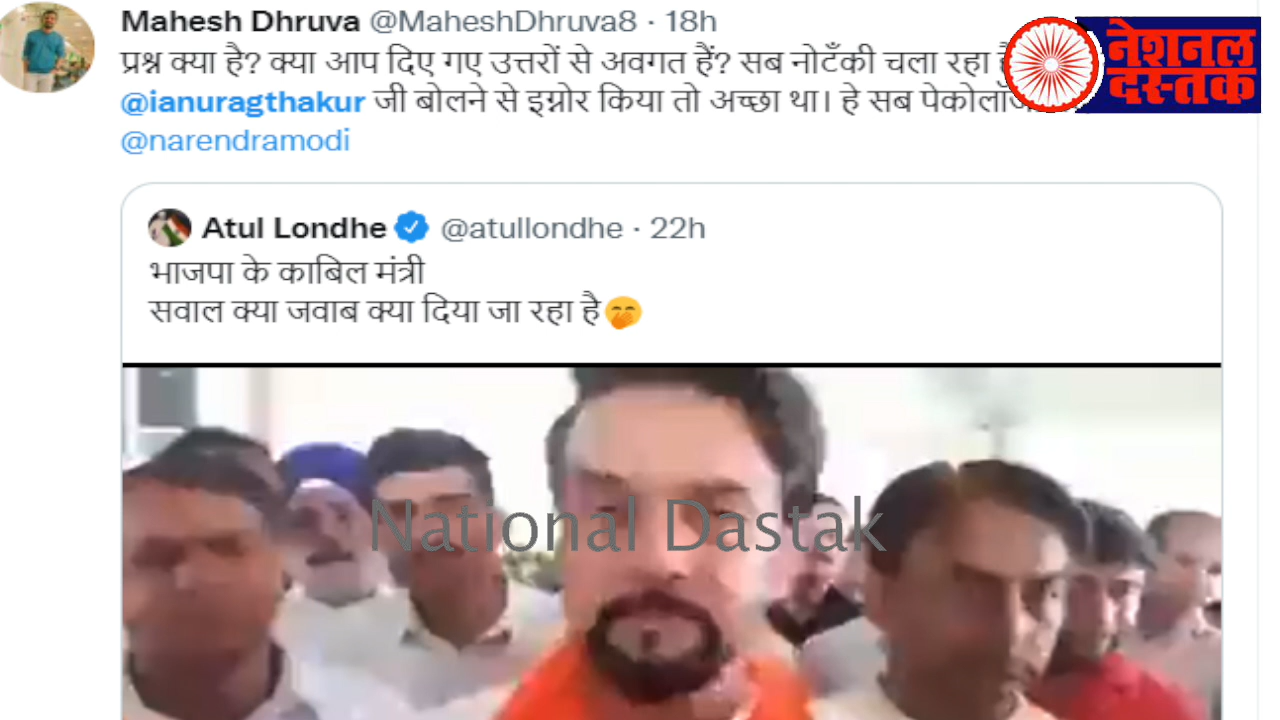 Mahesh Dhruva @MaheshDhruva8 · 18h
प्रश्न क्या है? क्या आप दिए गए उत्तरों से अवगत हैं? सब नोटँकी चला रहा
@ianuragthakur जी बोलने से इग्नोर किया तो अच्छा था। हे सब
@narendramodi
नेशनल
दस्तक
Atul Londhe @atullondhe · 22h
भाजपा के काबिल मंत्री
सवाल क्या जवाब क्या दिया जा रहा है🤭
National Dastak